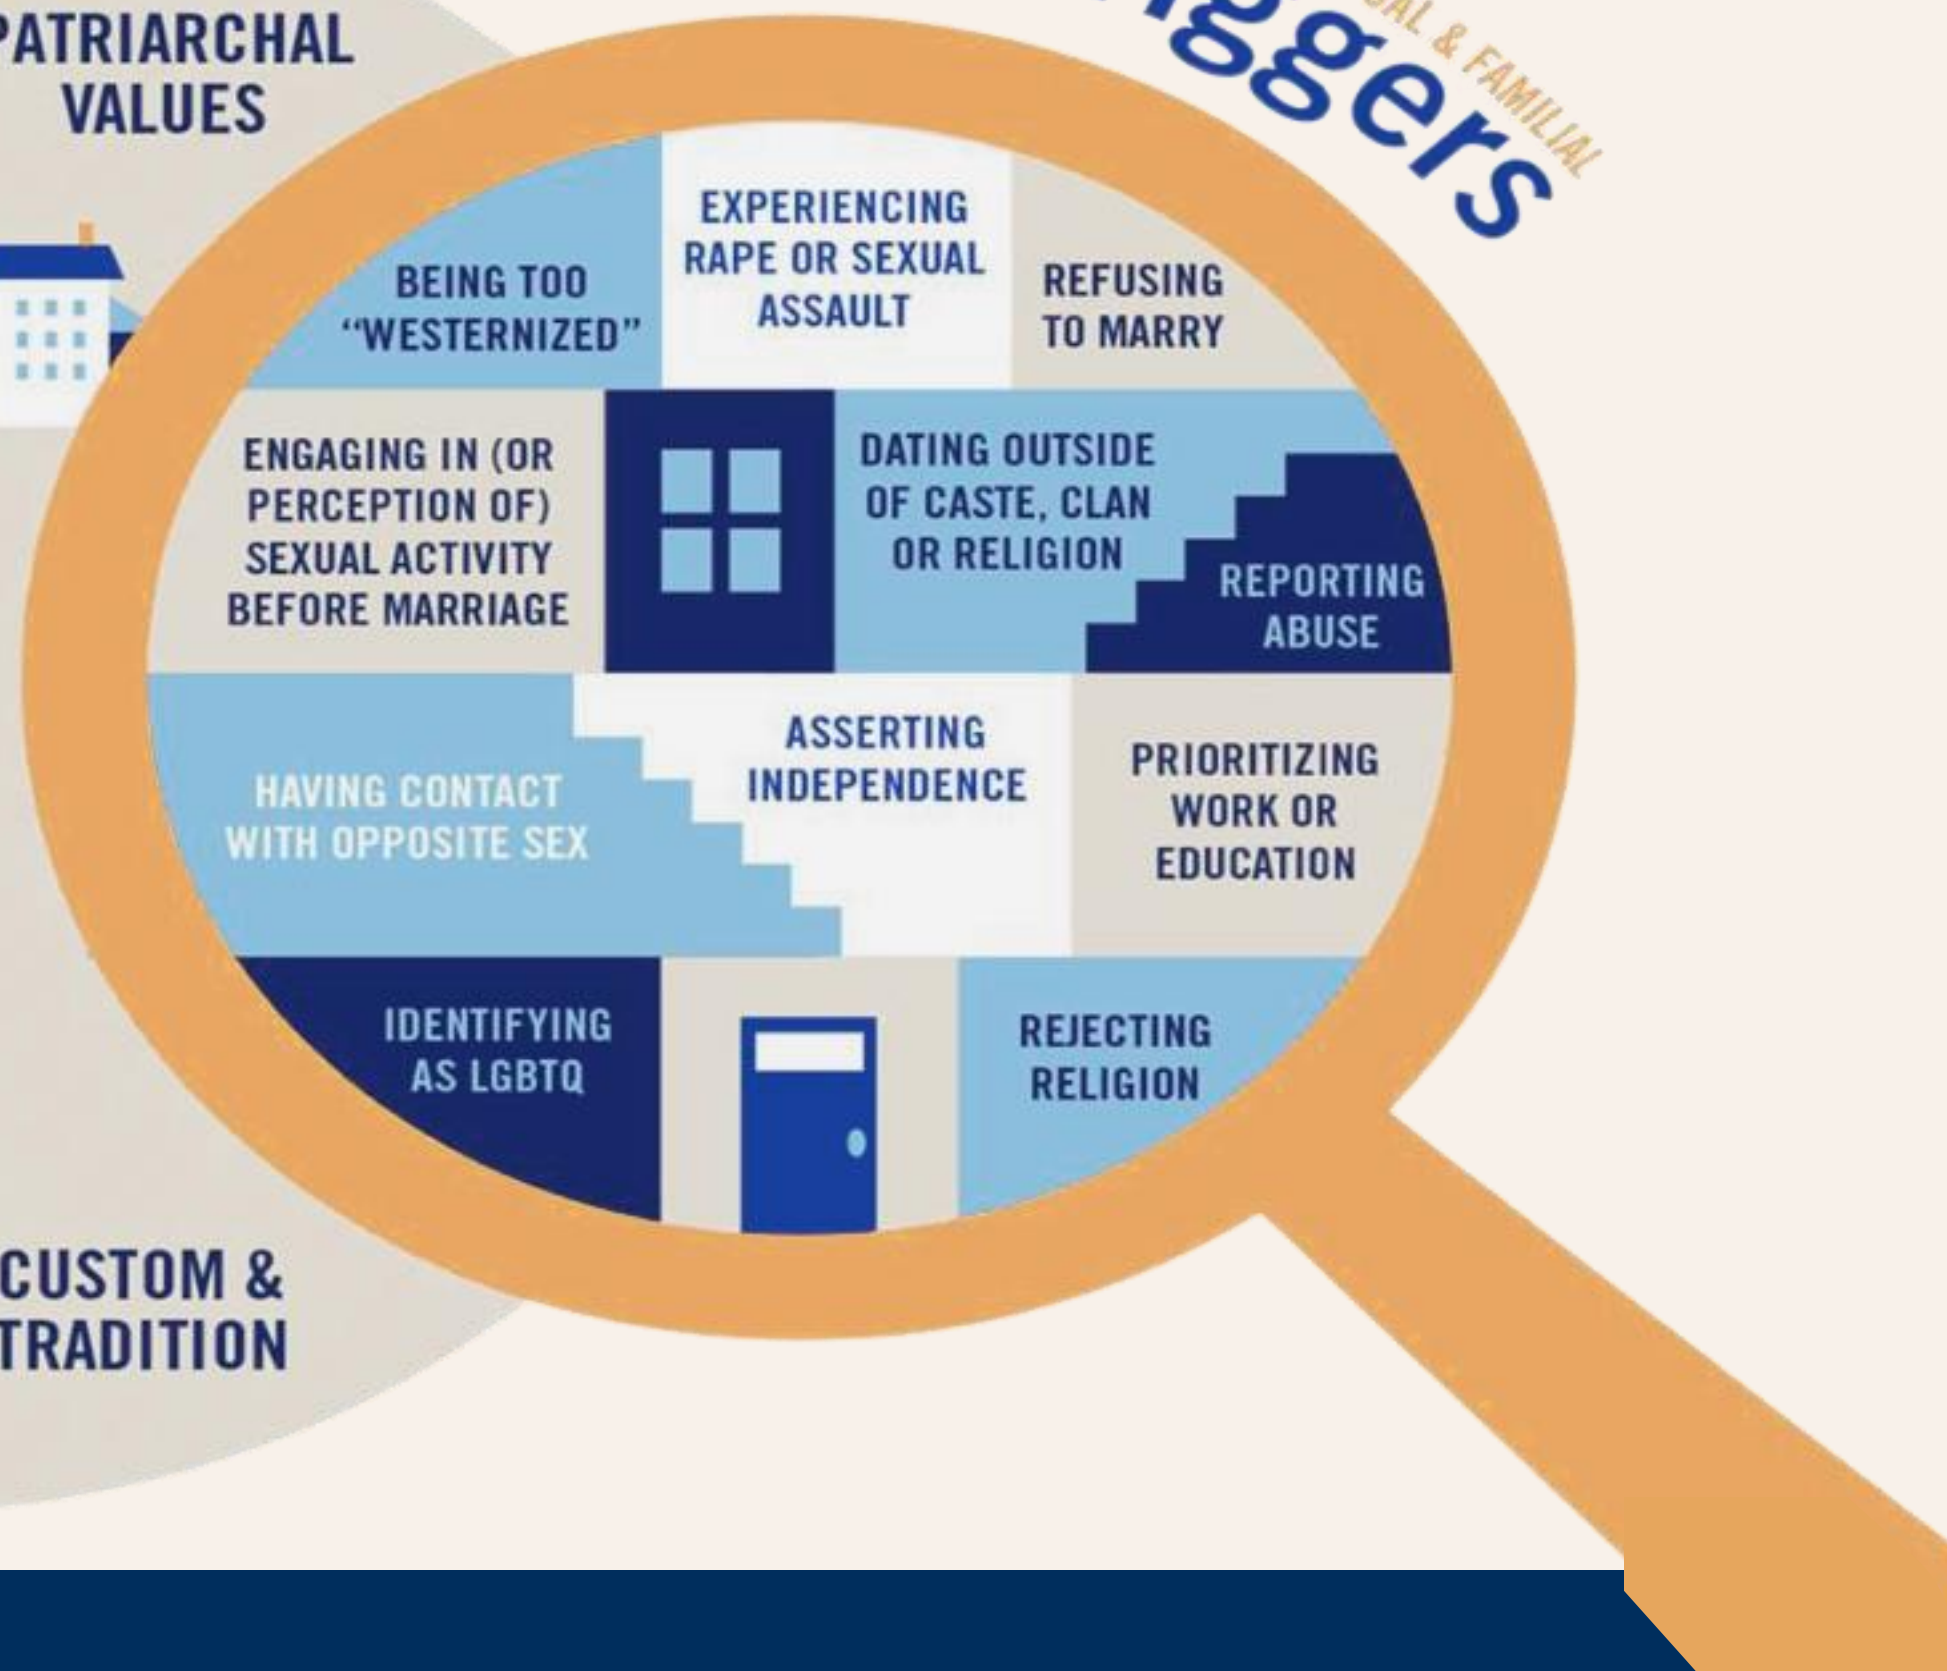 PATRIARCHAL
VALUES
& FAMILIAL
BEING TOO
“WESTERNIZED”
EXPERIENCING
RAPE OR SEXUAL
ASSAULT
REFUSING
TO MARRY
ENGAGING IN (OR
PERCEPTION OF)
SEXUAL ACTIVITY
BEFORE MARRIAGE
DATING OUTSIDE
OF CASTE, CLAN
OR RELIGION
REPORTING
ABUSE
HAVING CONTACT
WITH OPPOSITE SEX
ASSERTING
INDEPENDENCE
PRIORITIZING
WORK OR
EDUCATION
IDENTIFYING
AS LGBTQ
REJECTING
RELIGION
CUSTOM &
TRADITION